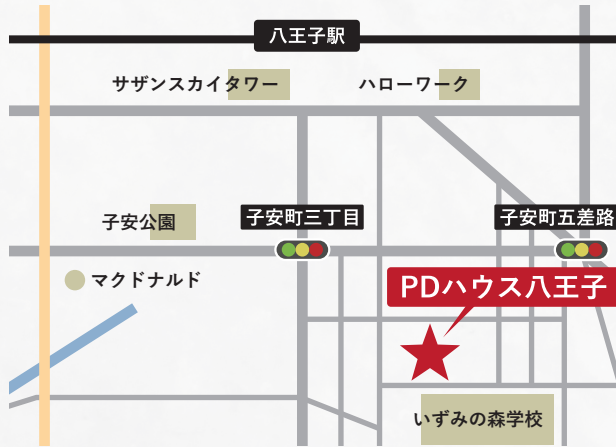 八王子駅
サザンスカイタワー
ハローワーク
子安公園
子安町三丁目
子安町五差路
マクドナルド
PDハウス八王子
いずみの森学校